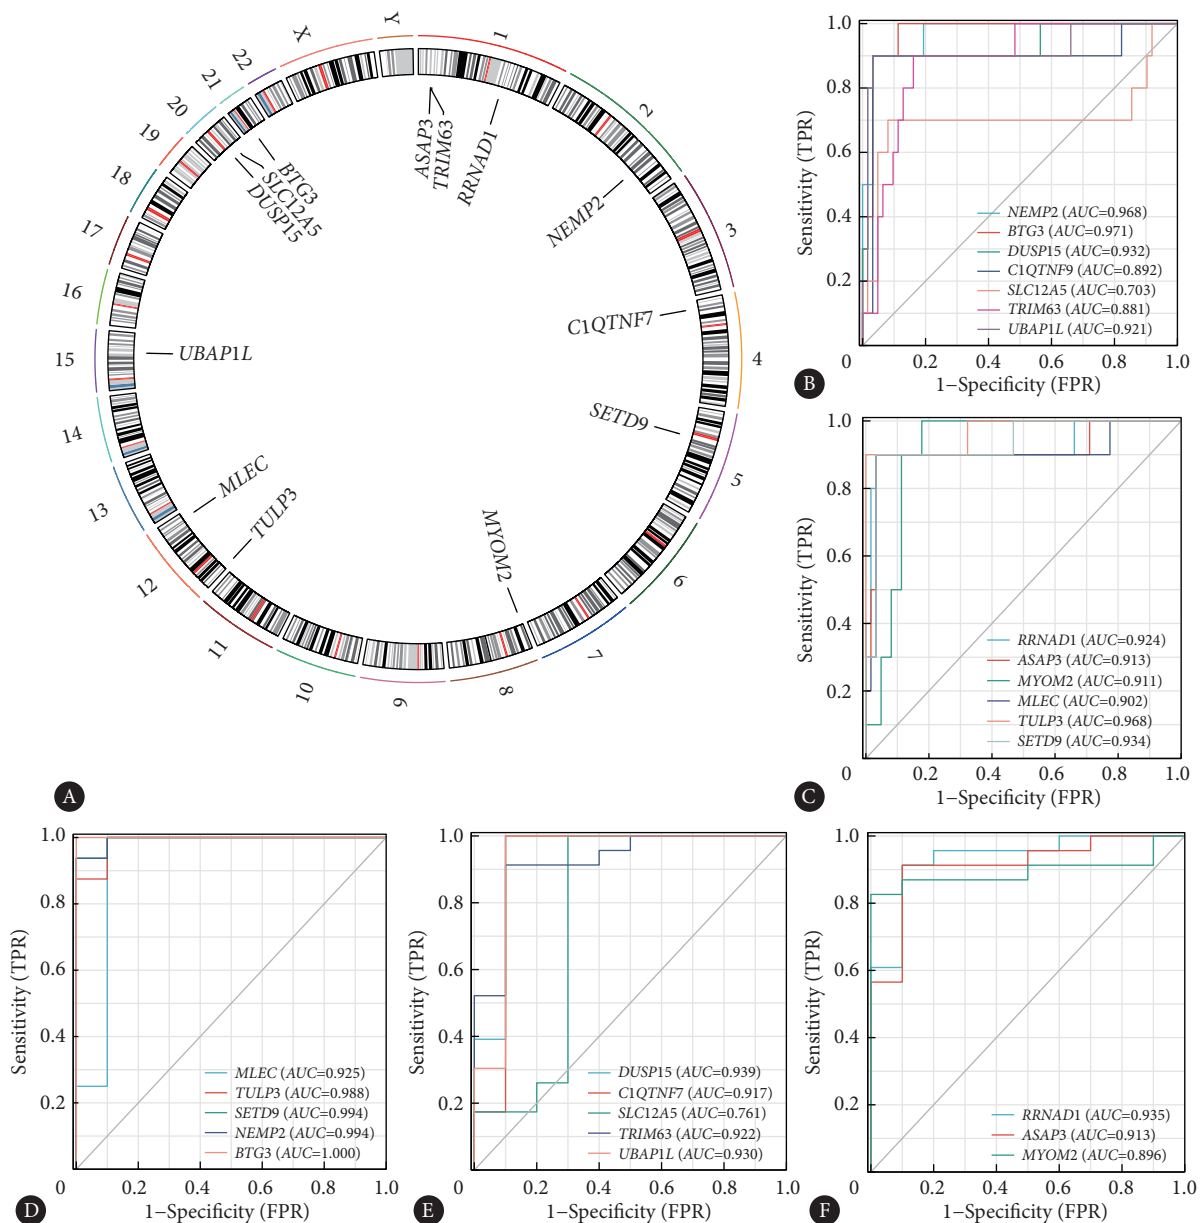 1
2
3
4
5
6
7
8
9
10
11
12
13
14
15
16
17
18
19
20
21
22
X
Y
ASAP3
TRIM63
RRNAD1
NEMP2
C1QTNF7
SETD9
MYOM2
TULP3
MLEC
UBAP1L
DUSP15
SLC12A5
BTG3
A
Sensitivity (TPR)
1.0
0.8
0.6
0.4
0.2
NEMP2 (AUC=0.968)
BTG3 (AUC=0.971)
DUSP15 (AUC=0.932)
C1QTNF9 (AUC=0.892)
SLC12A5 (AUC=0.703)
TRIM63 (AUC=0.881)
UBAP1L (AUC=0.921)
0 0.2 0.4 0.6 0.8 1.0
1−Specificity (FPR)
B
Sensitivity (TPR)
1.0
0.8
0.6
0.4
0.2
RRNAD1 (AUC=0.924)
ASAP3 (AUC=0.913)
MYOM2 (AUC=0.911)
MLEC (AUC=0.902)
TULP3 (AUC=0.968)
SETD9 (AUC=0.934)
0 0.2 0.4 0.6 0.8 1.0
1−Specificity (FPR)
C
Sensitivity (TPR)
1.0
0.8
0.6
0.4
0.2
MLEC (AUC=0.925)
TULP3 (AUC=0.988)
SETD9 (AUC=0.994)
NEMP2 (AUC=0.994)
BTG3 (AUC=1.000)
0 0.2 0.4 0.6 0.8 1.0
1−Specificity (FPR)
D
Sensitivity (TPR)
1.0
0.8
0.6
0.4
0.2
DUSP15 (AUC=0.939)
C1QTNF7 (AUC=0.917)
SLC12A5 (AUC=0.761)
TRIM63 (AUC=0.922)
UBAP1L (AUC=0.930)
0 0.2 0.4 0.6 0.8 1.0
1−Specificity (FPR)
E
Sensitivity (TPR)
1.0
0.8
0.6
0.4
0.2
RRNAD1 (AUC=0.935)
ASAP3 (AUC=0.913)
MYOM2 (AUC=0.896)
0 0.2 0.4 0.6 0.8 1.0
1−Specificity (FPR)
F